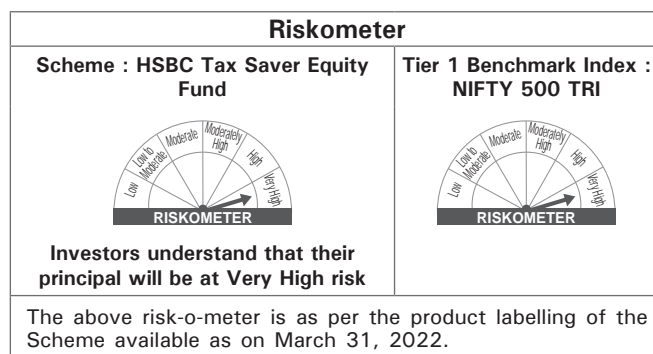 Riskometer
Scheme : HSBC Tax Saver Equity
Fund
Low
Low to
Moderate
Moderate
Moderately
High
High
Very High
RISKOMETER
Investors understand that their
principal will be at Very High risk
Tier 1 Benchmark Index :
NIFTY 500 TRI
Low
Low to
Moderate
Moderate
Moderately
High
High
Very High
RISKOMETER
The above risk-o-meter is as per the product labelling of the
Scheme available as on March 31, 2022.